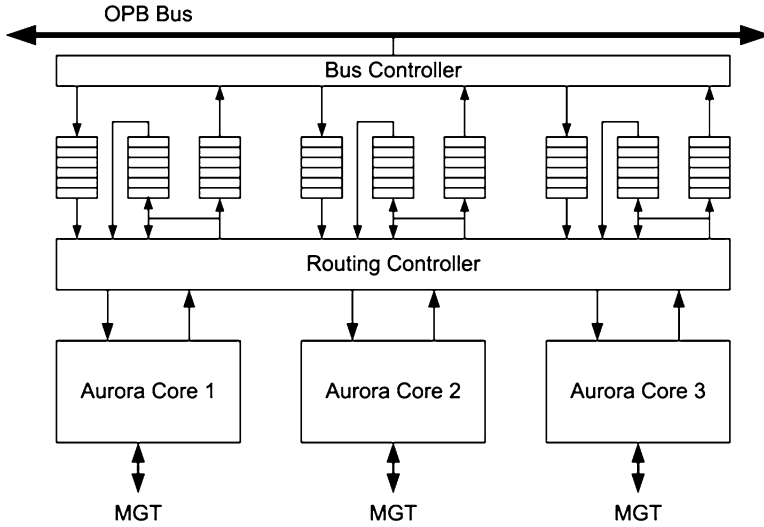 OPB Bus
Bus Controller
Routing Controller
Aurora Core 1
Aurora Core 2
Aurora Core 3
MGT
MGT
MGT